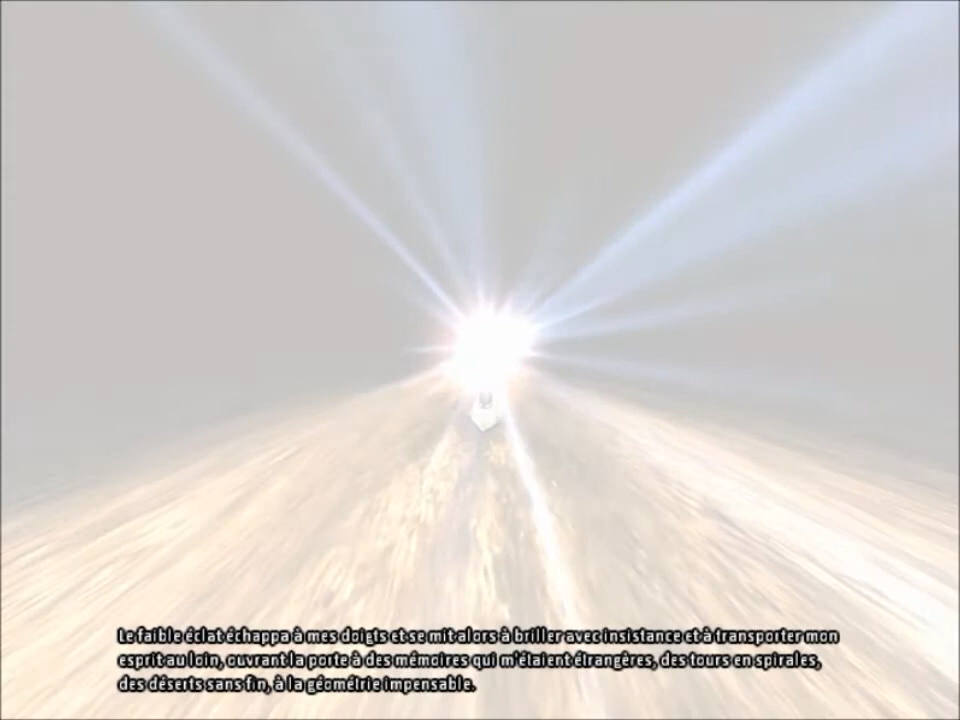 Le faible éclat échappa à mes doigts et se mit alors à briller avec insistance et à transporter mon
esprit au loin, ouvrant la porte à des mémoires qui m'étaient étrangères, des tours en spirales,
des déserts sans fin, à la géométrie impensable.